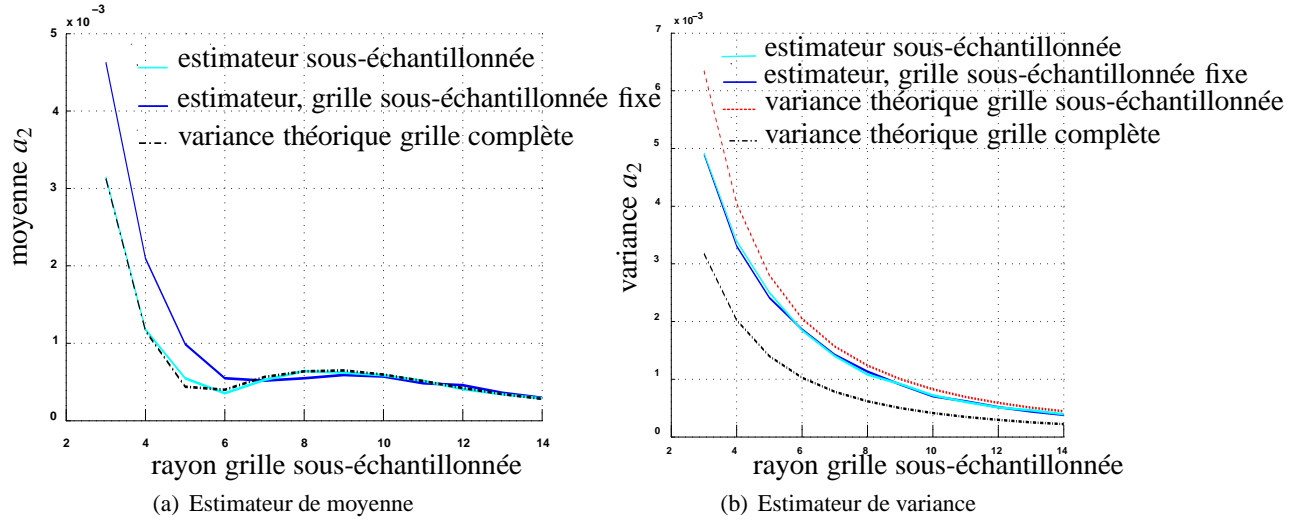 x 10⁻³
5
4
3
2
1
0
2 4 6 8 10 12 14
moyenne a₂
estimateur sous-échantillonnée
estimateur, grille sous-échantillonnée fixe
variance théorique grille complète
rayon grille sous-échantillonnée
(a) Estimateur de moyenne
x 10⁻³
7
6
5
4
3
2
1
0
2 4 6 8 10 12 14
variance a₂
estimateur sous-échantillonnée
estimateur, grille sous-échantillonnée fixe
variance théorique grille sous-échantillonnée
variance théorique grille complète
rayon grille sous-échantillonnée
(b) Estimateur de variance